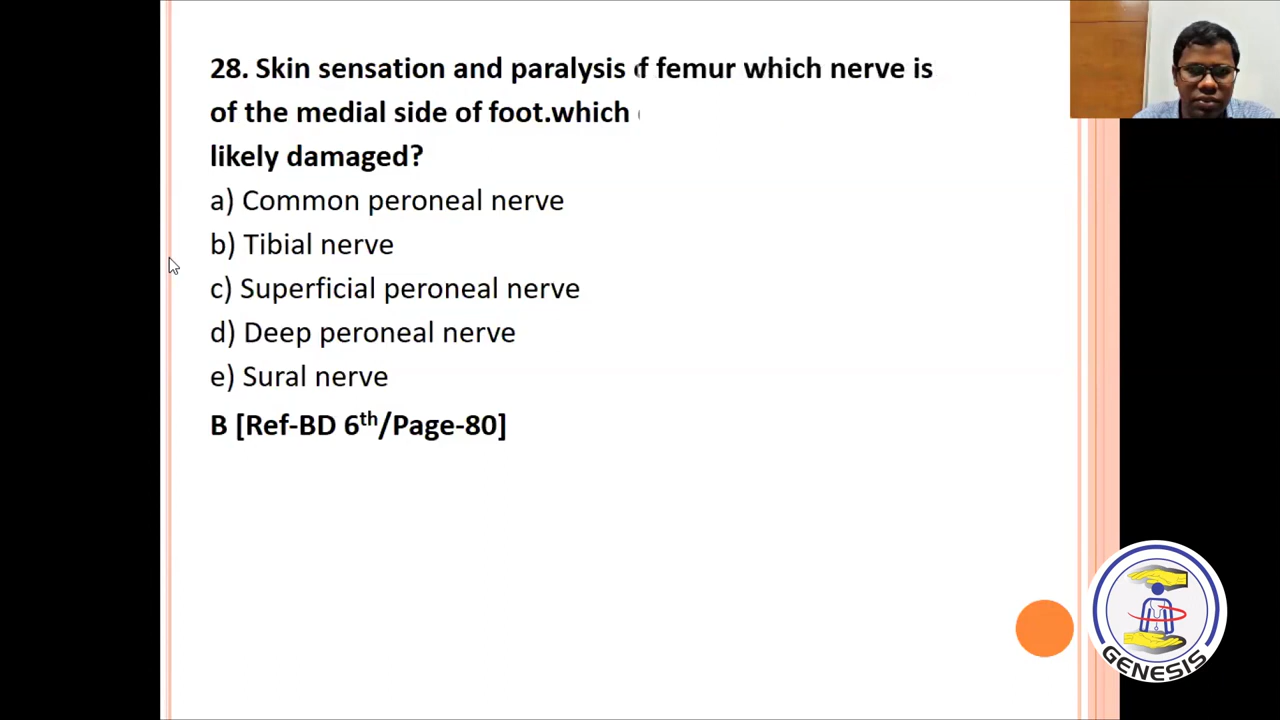 28. Skin sensation and paralysis f femur which nerve is
of the medial side of foot.which
likely damaged?
a) Common peroneal nerve
b) Tibial nerve
c) Superficial peroneal nerve
d) Deep peroneal nerve
e) Sural nerve
B [Ref-BD 6th/Page-80]
GENESIS